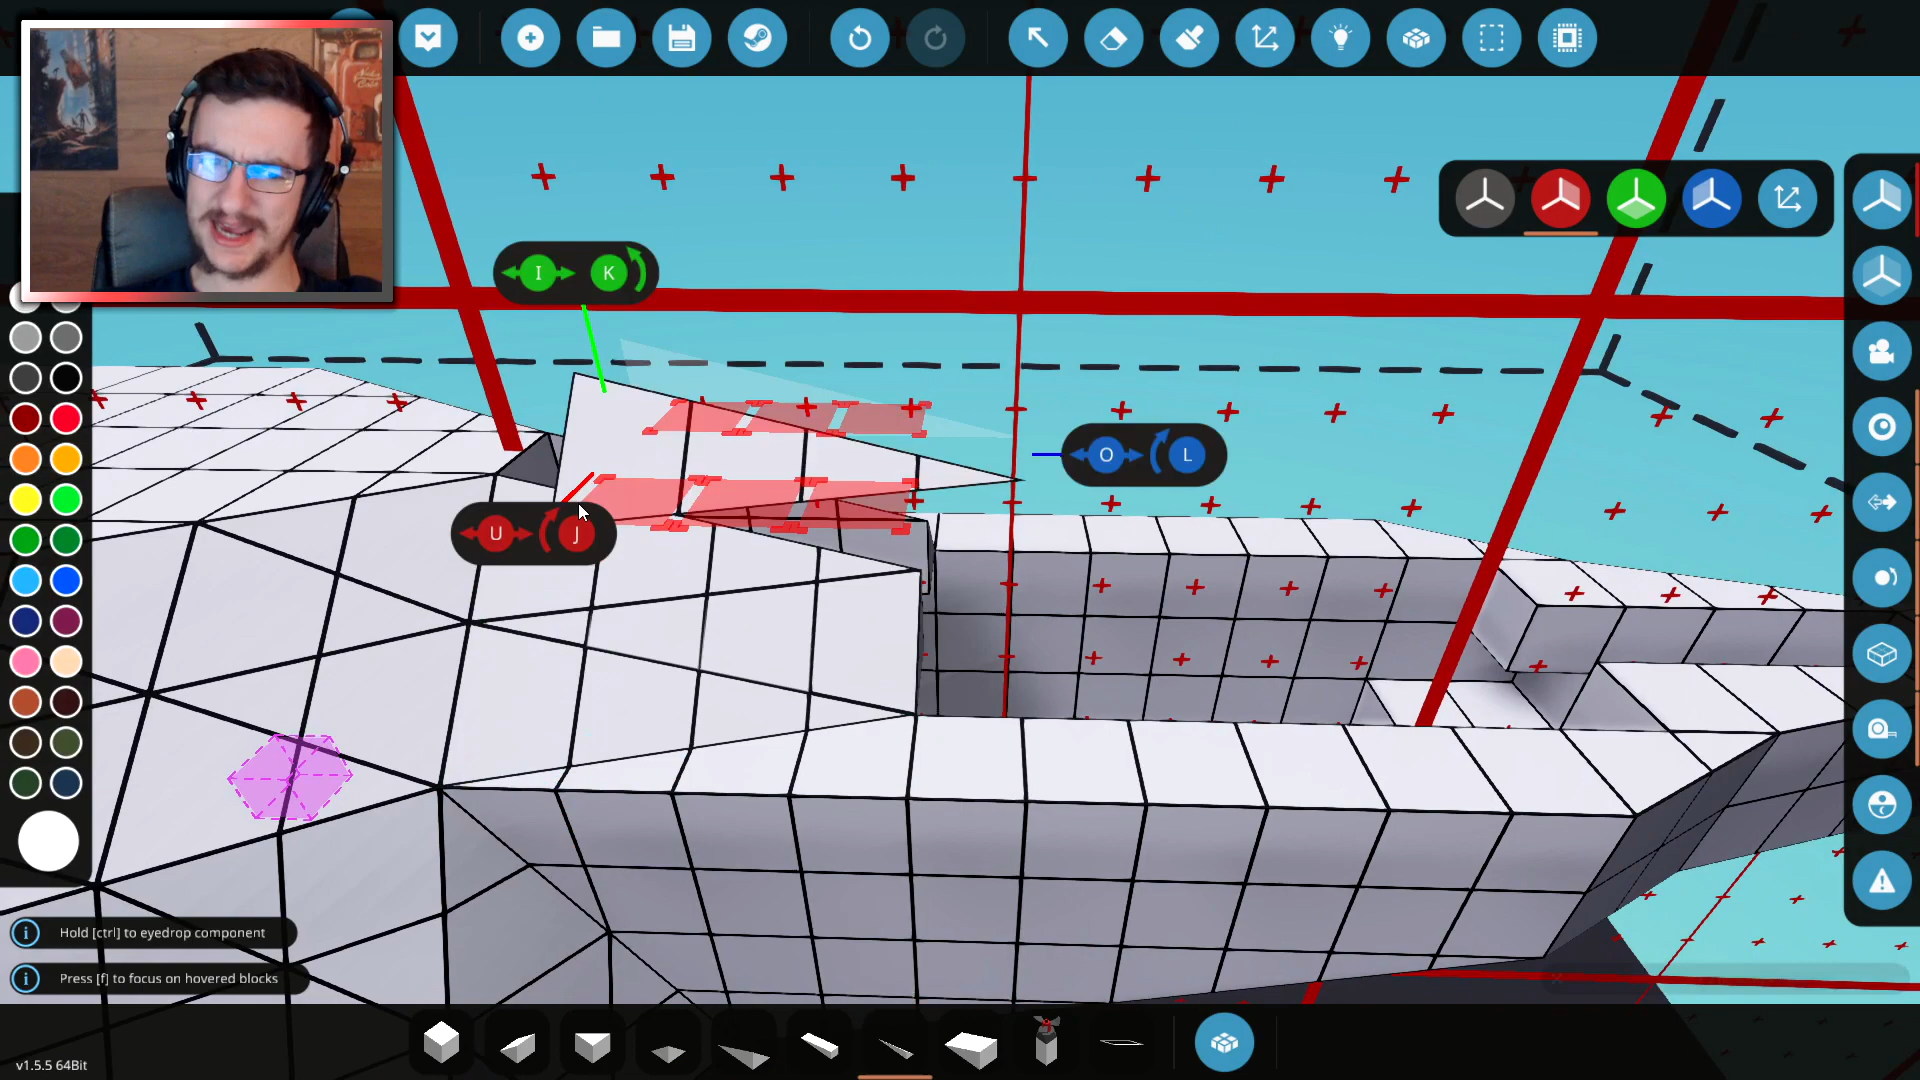 I K
O L
U J
Hold [ctrl] to eyedrop component
Press [f] to focus on hovered blocks
v1.5.5 64Bit